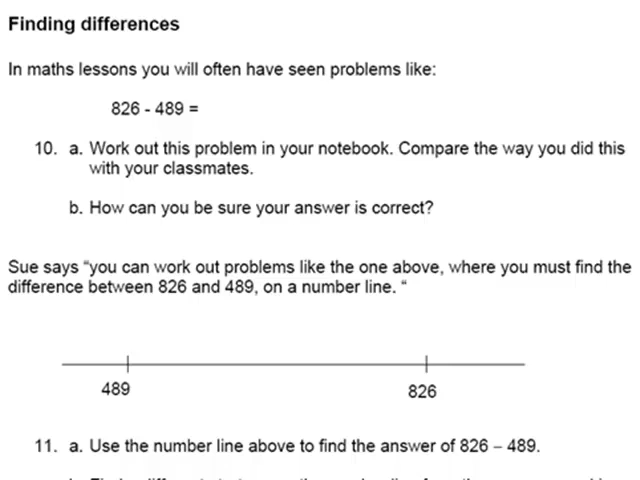 Finding differences
In maths lessons you will often have seen problems like:
826 - 489 =
10. a. Work out this problem in your notebook. Compare the way you did this
with your classmates.
b. How can you be sure your answer is correct?
Sue says “you can work out problems like the one above, where you must find the
difference between 826 and 489, on a number line. “
489 826
11. a. Use the number line above to find the answer of 826 – 489.